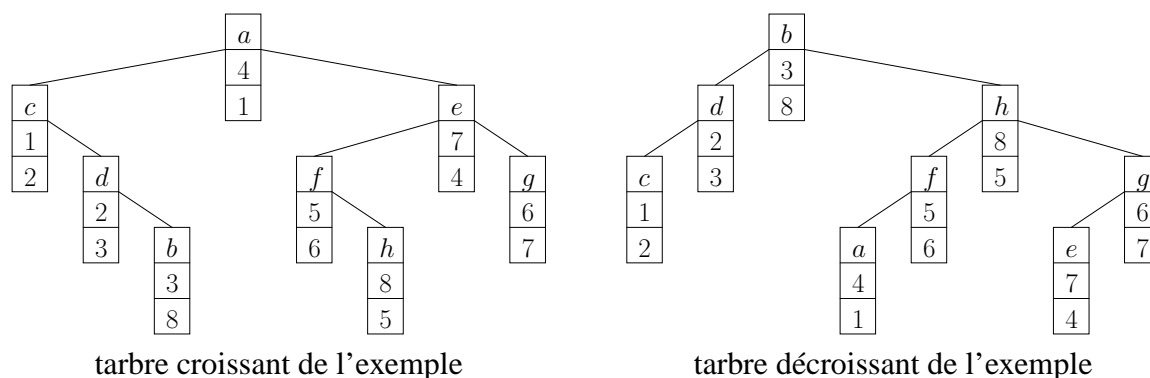 a
4
c 1 e
1 7
2 d f 4 g
2 5 6
3 b 6 h 7
3 8
8 5
tarbre croissant de l'exemple
b
3
d 8 h
2 8
c 3 f 5 g
1 5 6
2 a 6 e 7
4 7
1 4
tarbre décroissant de l'exemple